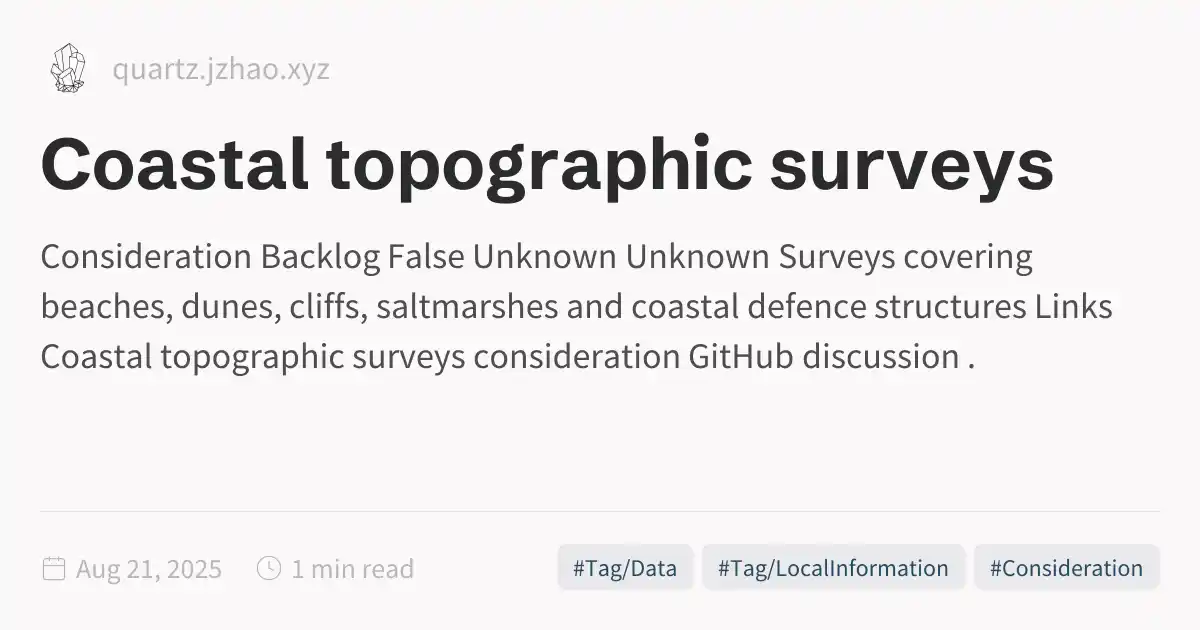 quartz.jzhao.xyz
Coastal topographic surveys
Consideration Backlog False Unknown Unknown Surveys covering
beaches, dunes, cliffs, saltmarshes and coastal defence structures Links
Coastal topographic surveys consideration GitHub discussion .
Aug 21, 2025 1 min read #Tag/Data #Tag/LocalInformation #Consideration